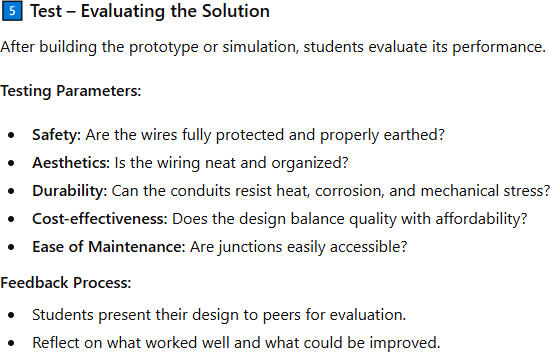 5 Test – Evaluating the Solution
After building the prototype or simulation, students evaluate its performance.
Testing Parameters:
• Safety: Are the wires fully protected and properly earthed?
• Aesthetics: Is the wiring neat and organized?
• Durability: Can the conduits resist heat, corrosion, and mechanical stress?
• Cost-effectiveness: Does the design balance quality with affordability?
• Ease of Maintenance: Are junctions easily accessible?
Feedback Process:
• Students present their design to peers for evaluation.
• Reflect on what worked well and what could be improved.